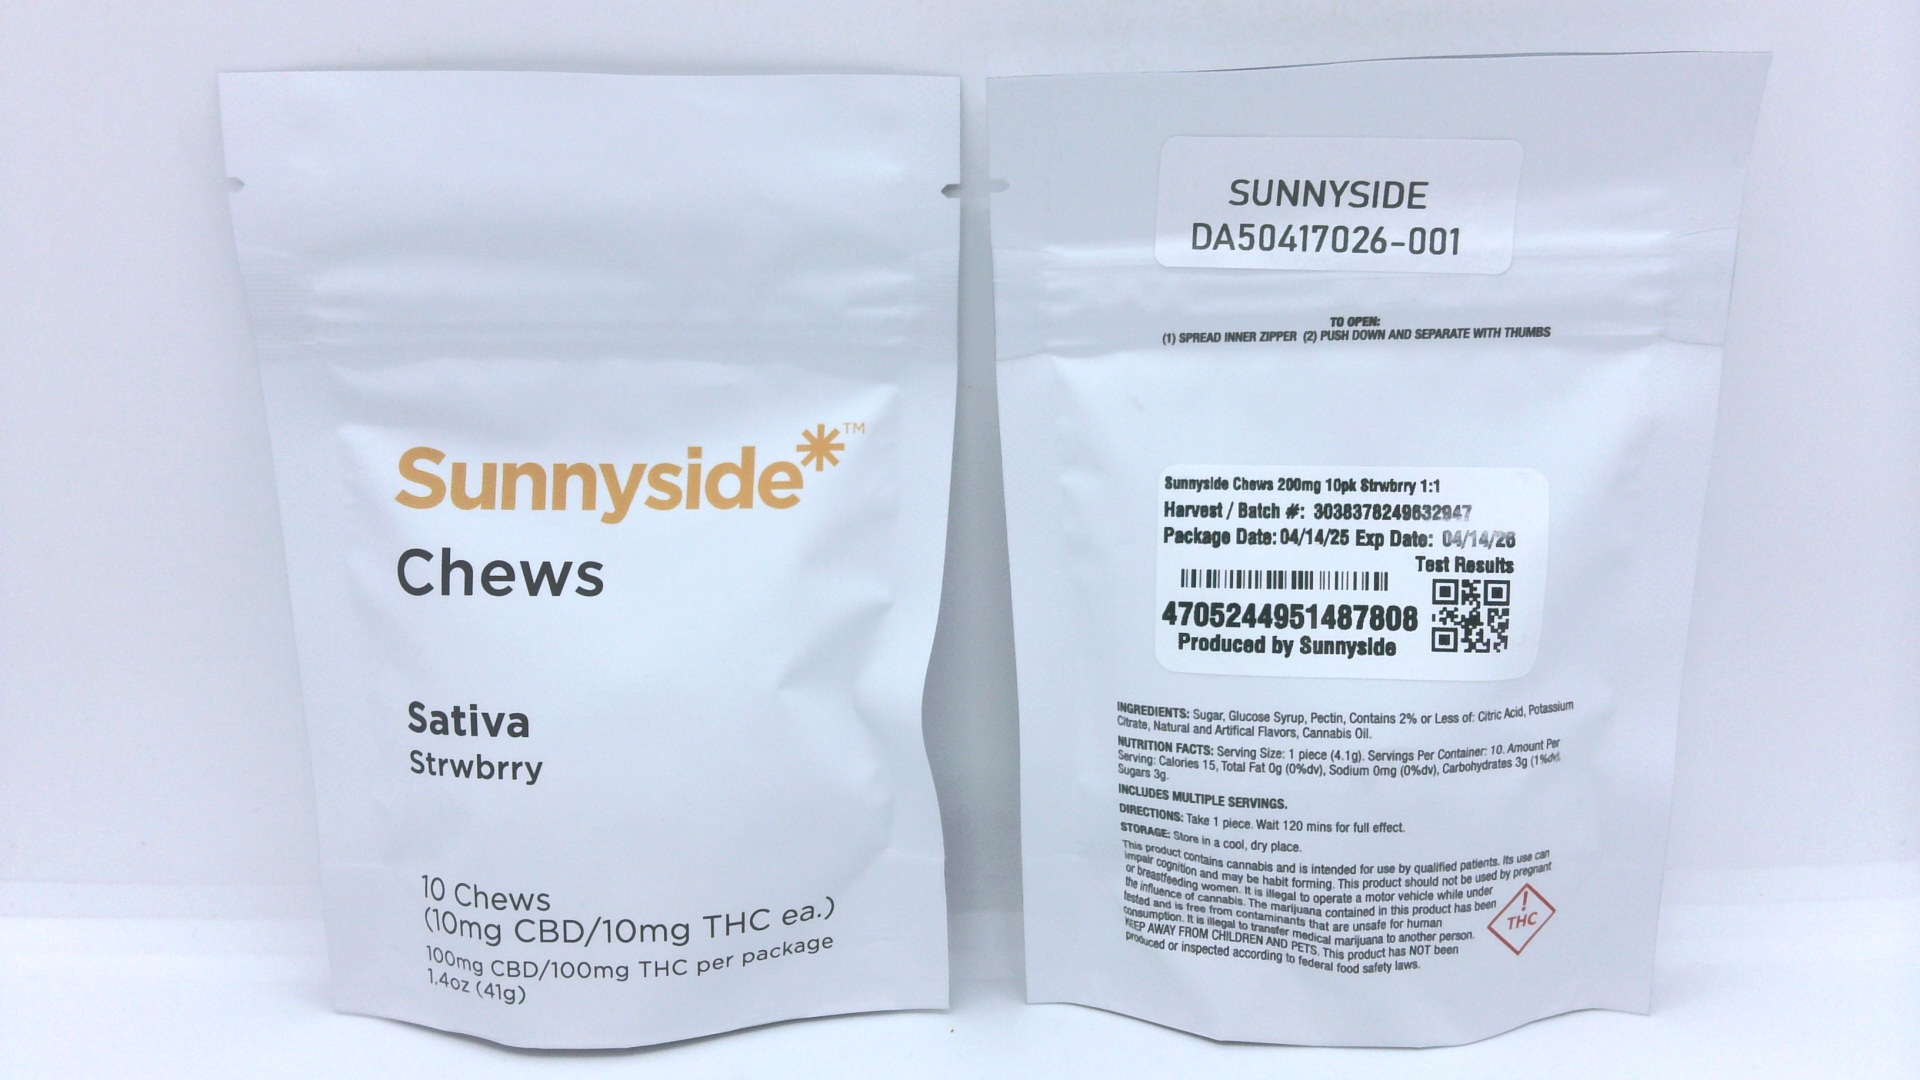 Sunnyside*™
Chews
Sativa
Strwbrry
10 Chews
(10mg CBD/10mg THC ea.)
100mg CBD/100mg THC per package
1.4oz (41g)
SUNNYSIDE
DA50417026-001
TO OPEN:
(1) SPREAD INNER ZIPPER (2) PUSH DOWN AND SEPARATE WITH THUMBS
Sunnyside Chews 200mg 10pk Strwbrry 1:1
Harvest / Batch #: 3038378249632947
Package Date: 04/14/25 Exp Date: 04/14/26
Test Results
4705244951487808
Produced by Sunnyside
INGREDIENTS: Sugar, Glucose Syrup, Pectin, Contains 2% or Less of: Citric Acid, Potassium
Citrate, Natural and Artifical Flavors, Cannabis Oil.
NUTRITION FACTS: Serving Size: 1 piece (4.1g). Servings Per Container: 10. Amount Per
Serving: Calories 15, Total Fat 0g (0%dv), Sodium 0mg (0%dv), Carbohydrates 3g (1%dv),
Sugars 3g.
INCLUDES MULTIPLE SERVINGS.
DIRECTIONS: Take 1 piece. Wait 120 mins for full effect.
STORAGE: Store in a cool, dry place.
This product contains cannabis and is intended for use by qualified patients. Its use can
impair cognition and may be habit forming. This product should not be used by pregnant
or breastfeeding women. It is illegal to operate a motor vehicle while under
the influence of cannabis. The marijuana contained in this product has been
tested and is free from contaminants that are unsafe for human
consumption. It is illegal to transfer medical marijuana to another person.
KEEP AWAY FROM CHILDREN AND PETS. This product has NOT been
produced or inspected according to federal food safety laws.
!
THC